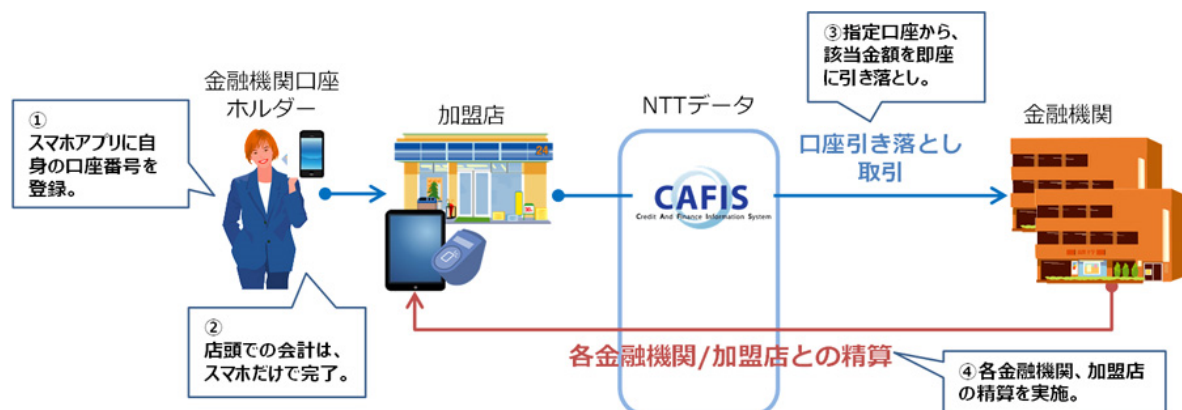 ③指定口座から、
該当金額を即座
に引き落とし。
金融機関口座
ホルダー
加盟店
NTTデータ
金融機関
①
スマホアプリに自
身の口座番号を
登録。
口座引き落とし
取引
24
CAFIS
Credit And Finance Information System
②
店頭での会計は、
スマホだけで完了。
各金融機関/加盟店との精算
④各金融機関、加盟店
の精算を実施。